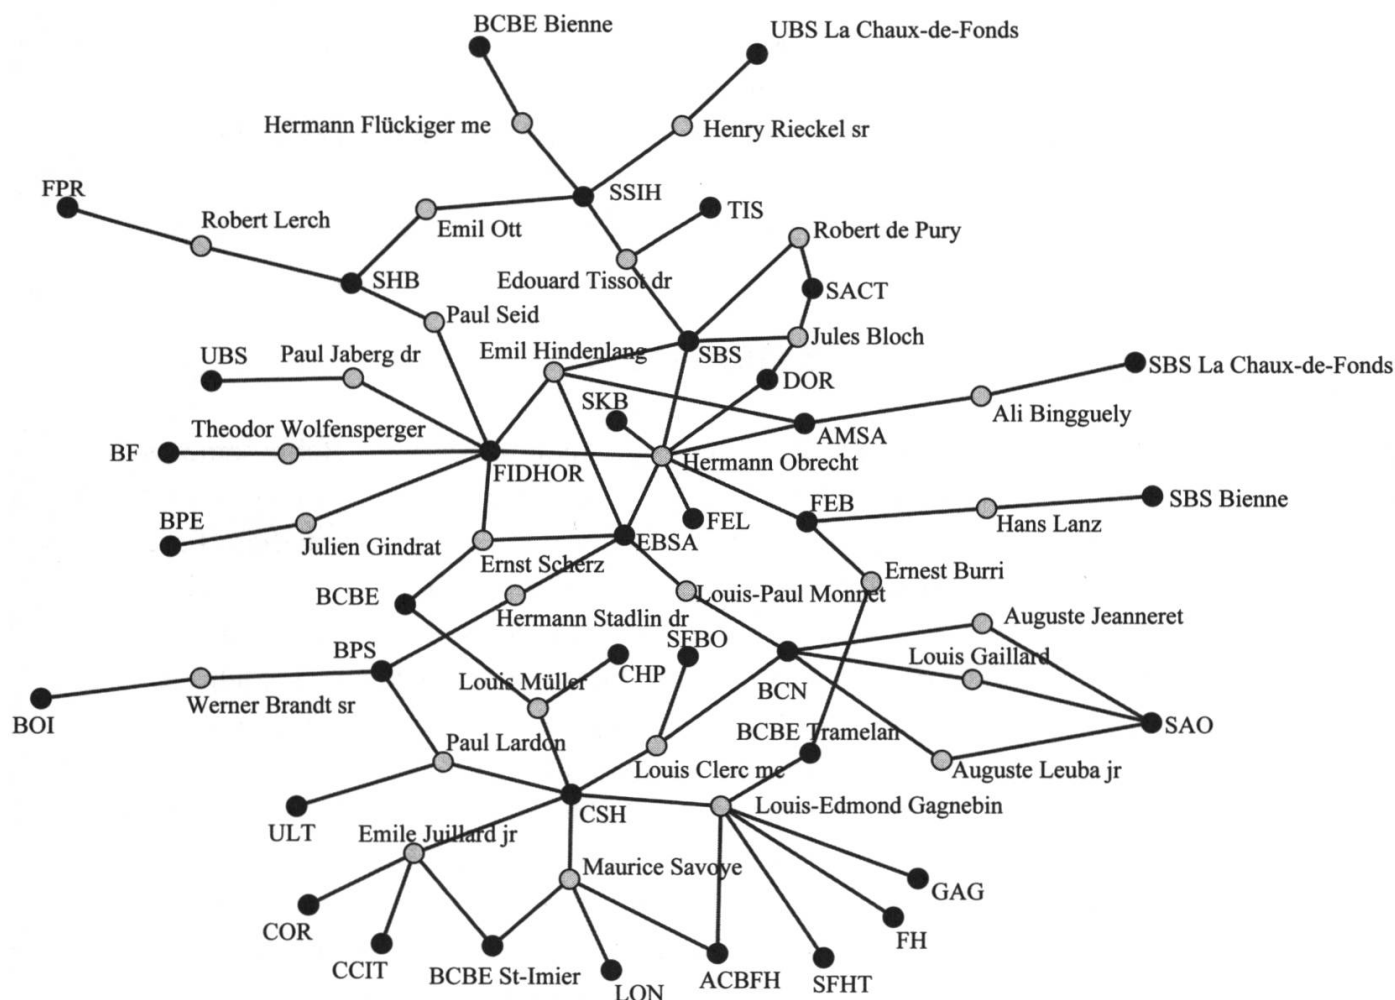 BCBE Bienne
UBS La Chaux-de-Fonds
Hermann Flückiger me
Henry Rieckel sr
FPR
SSIH
TIS
Robert Lerch
Emil Ott
Robert de Pury
SHB
Edouard Tissot dr
SACT
Paul Seid
Jules Bloch
UBS
Paul Jaberg dr
Emil Hindenlang
SBS
SBS La Chaux-de-Fonds
DOR
SKB
Ali Bingguely
Theodor Wolfensperger
AMSA
BF
FIDHOR
Hermann Obrecht
FEB
SBS Bienne
BPE
FEL
Hans Lanz
Julien Gindrat
EBSA
Ernst Scherz
Ernest Burri
BCBE
Louis-Paul Monnet
Hermann Stadlin dr
Auguste Jeanneret
SFBO
BPS
CHP
Louis Gaillard
Louis Müller
BCN
Werner Brandt sr
BOI
SAO
BCBE Tramelan
Paul Lardon
Louis Clerc me
Auguste Leuba jr
CSH
Louis-Edmond Gagnebin
ULT
Emile Juillard jr
Maurice Savoye
GAG
COR
FH
CCIT
BCBE St-Imier
LON
ACBFH
SFHT